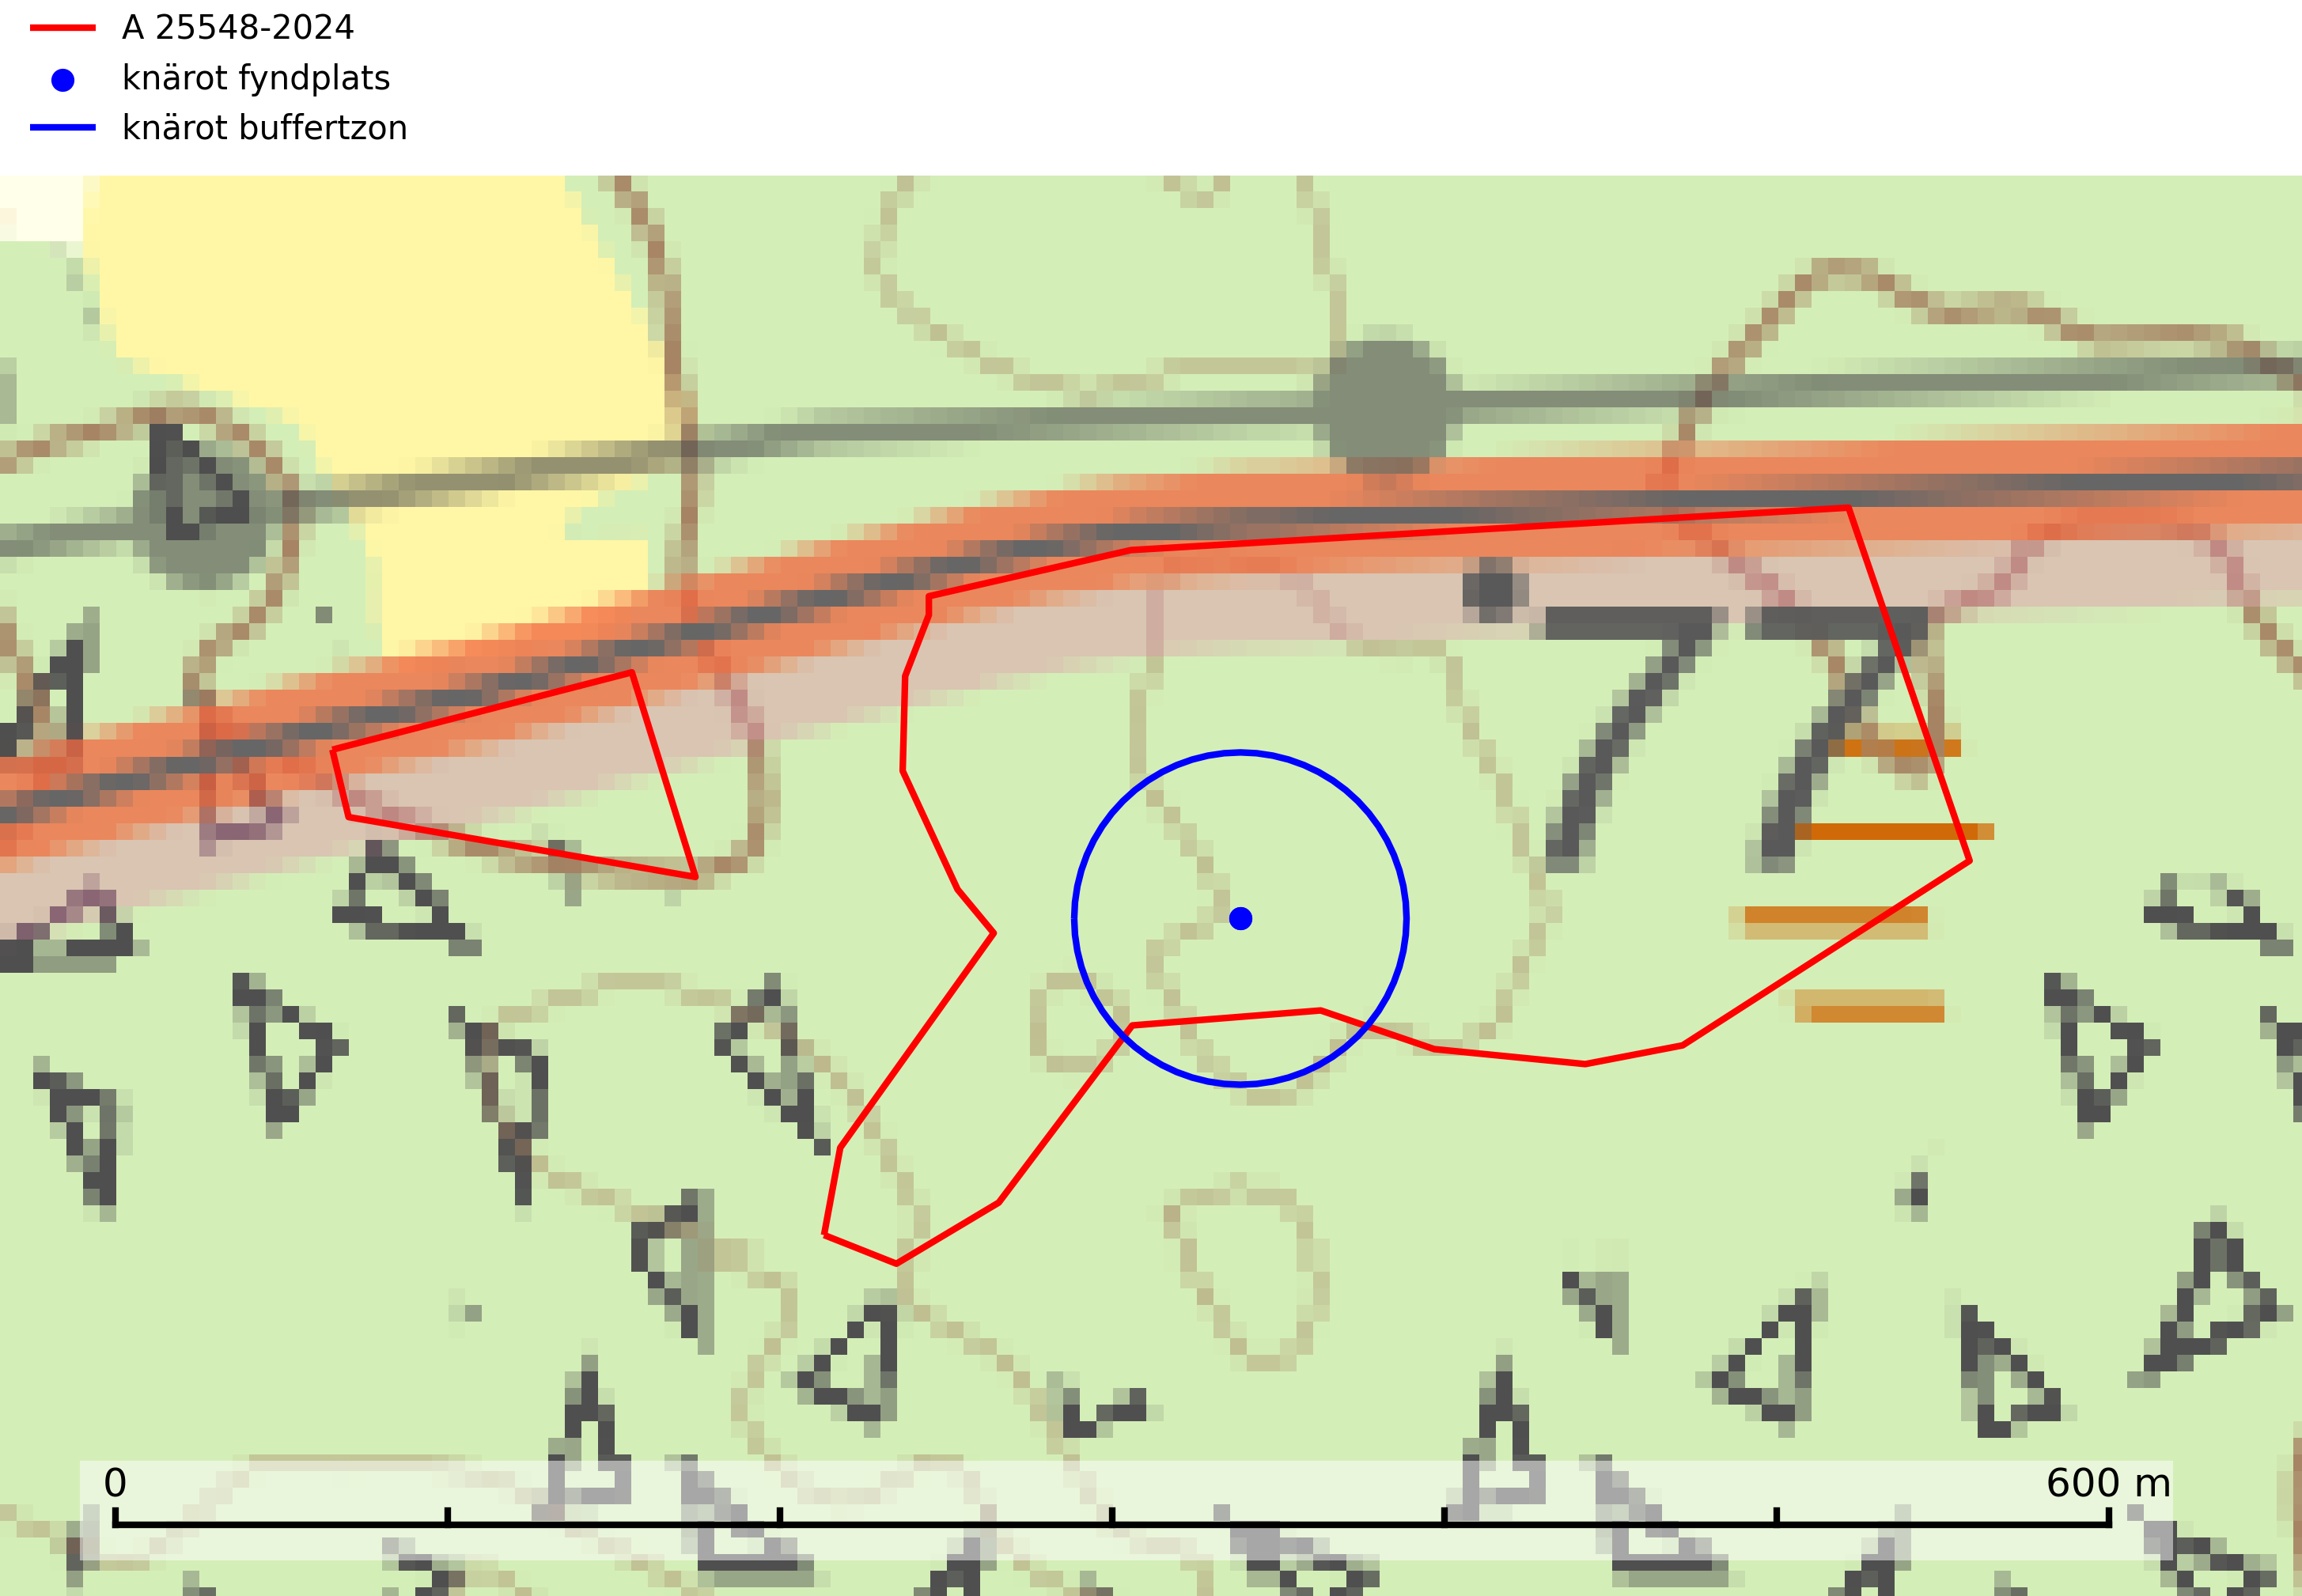 A 25548-2024
knärot fyndplats
knärot buffertzon
0
600 m